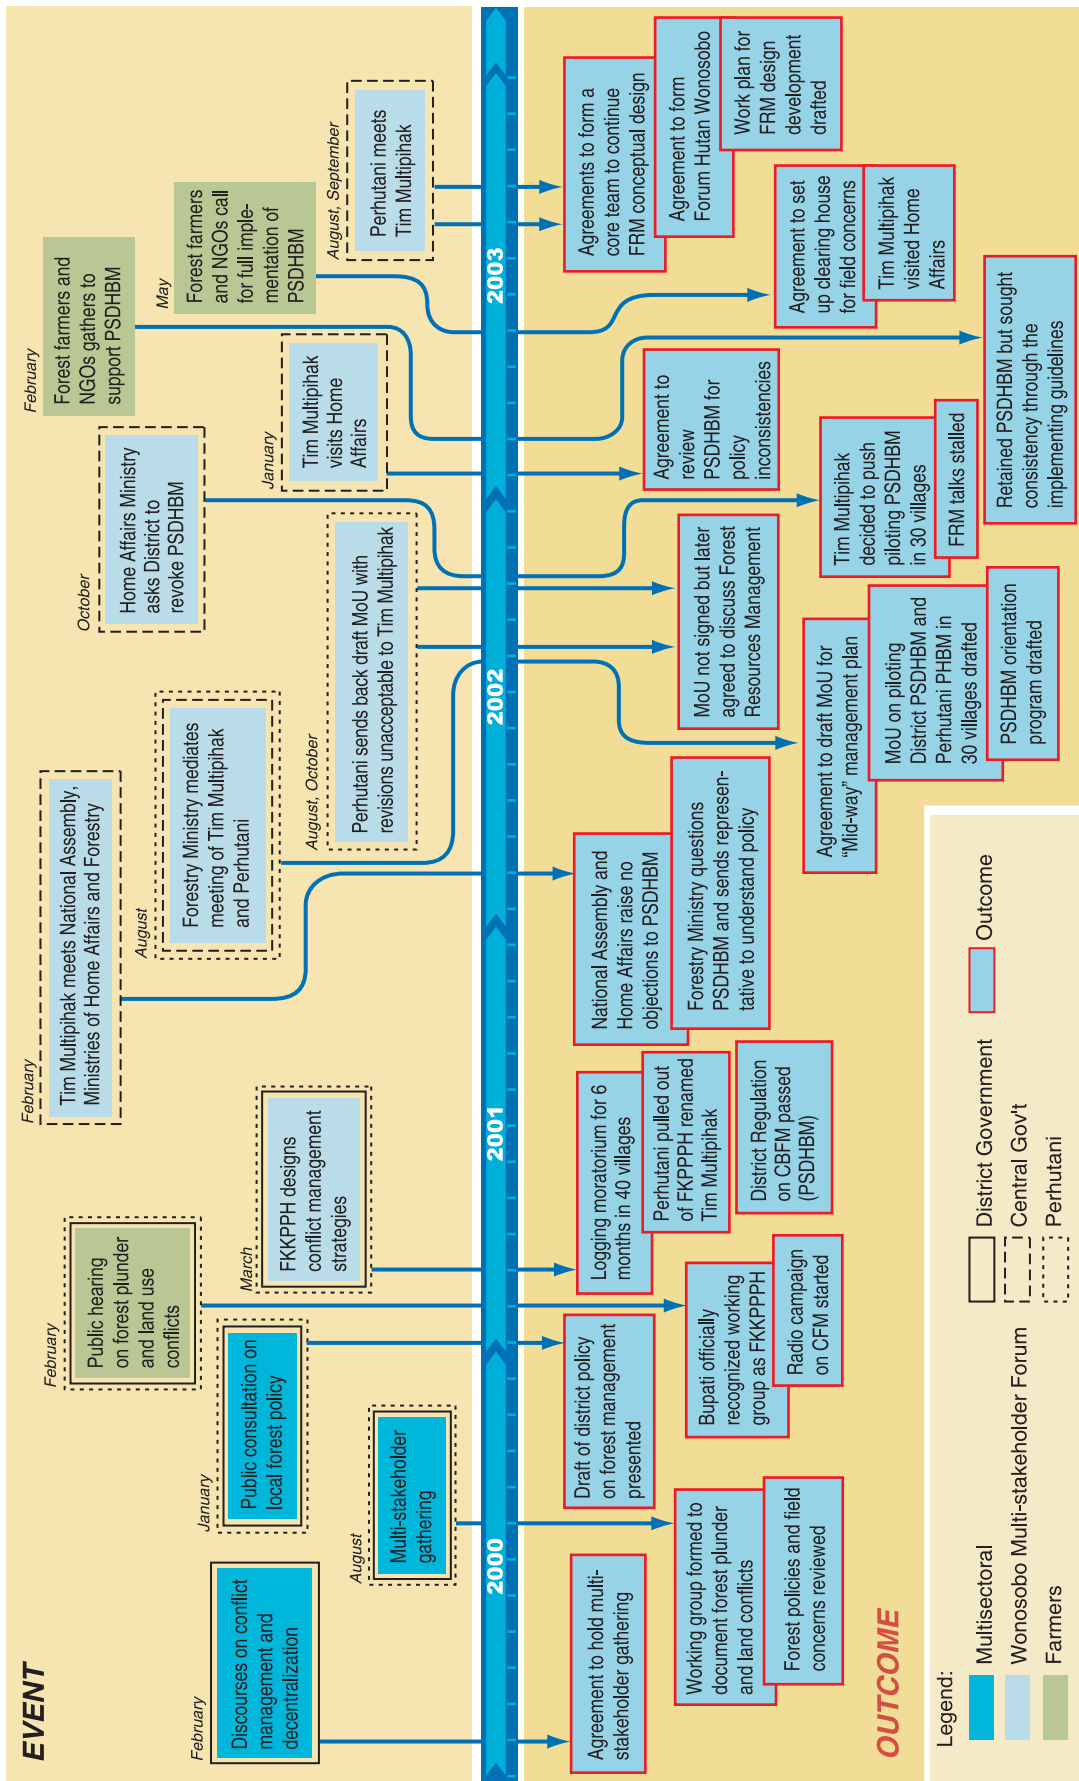 EVENT
February
Discourses on conflict
management and
decentralization
August
Multi-stakeholder
gathering
January
Public consultation on
local forest policy
February
Public hearing
on forest plunder
and land use
conflicts
March
FKKPPH designs
conflict management
strategies
February
Tim Multipihak meets National Assembly,
Ministries of Home Affairs and Forestry
August
Forestry Ministry mediates
meeting of Tim Multipihak
and Perhutani
August, October
Perhutani sends back draft MoU with
revisions unacceptable to Tim Multipihak
October
Home Affairs Ministry
asks District to
revoke PSDHBM
January
Tim Multipihak
visits Home
Affairs
February
Forest farmers and
NGOs gathers to
support PSDHBM
May
Forest farmers
and NGOs call
for full imple-
mentation of
PSDHBM
August, September
Perhutani meets
Tim Multipihak
2000
2001
2002
2003
Agreement to hold multi-
stakeholder gathering
Working group formed to
document forest plunder
and land conflicts
Forest policies and field
concerns reviewed
Draft of district policy
on forest management
presented
Bupati officially
recognized working
group as FKKPPPH
Radio campaign
on CFM started
Logging moratorium for 6
months in 40 villages
Perhutani pulled out
of FKPPPH renamed
Tim Multipihak
District Regulation
on CBFM passed
(PSDHBM)
National Assembly and
Home Affairs raise no
objections to PSDHBM
Forestry Ministry questions
PSDHBM and sends represen-
tative to understand policy
Agreement to draft MoU for
“Mid-way” management plan
MoU on piloting
District PSDHBM and
Perhutani PHBM in
30 villages drafted
PSDHBM orientation
program drafted
MoU not signed but later
agreed to discuss Forest
Resources Management
Tim Multipihak
decided to push
piloting PSDHBM
in 30 villages
FRM talks stalled
Agreement to
review
PSDHBM for
policy
inconsistencies
Retained PSDHBM but sought
consistency through the
implementing guidelines
Agreement to set
up clearing house
for field concerns
Tim Multipihak
visited Home
Affairs
Agreements to form a
core team to continue
FRM conceptual design
Agreement to form
Forum Hutan Wonosobo
Work plan for
FRM design
development
drafted
OUTCOME
Legend:
Multisectoral
Wonosobo Multi-stakeholder Forum
Farmers
District Government
Central Gov't
Perhutani
Outcome